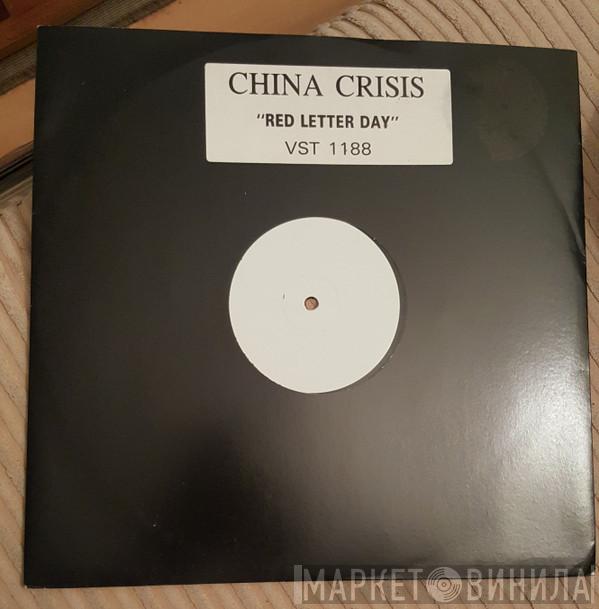 CHINA CRISIS
"RED LETTER DAY"
VST 1188
МАРКЕТ ВИНИЛА